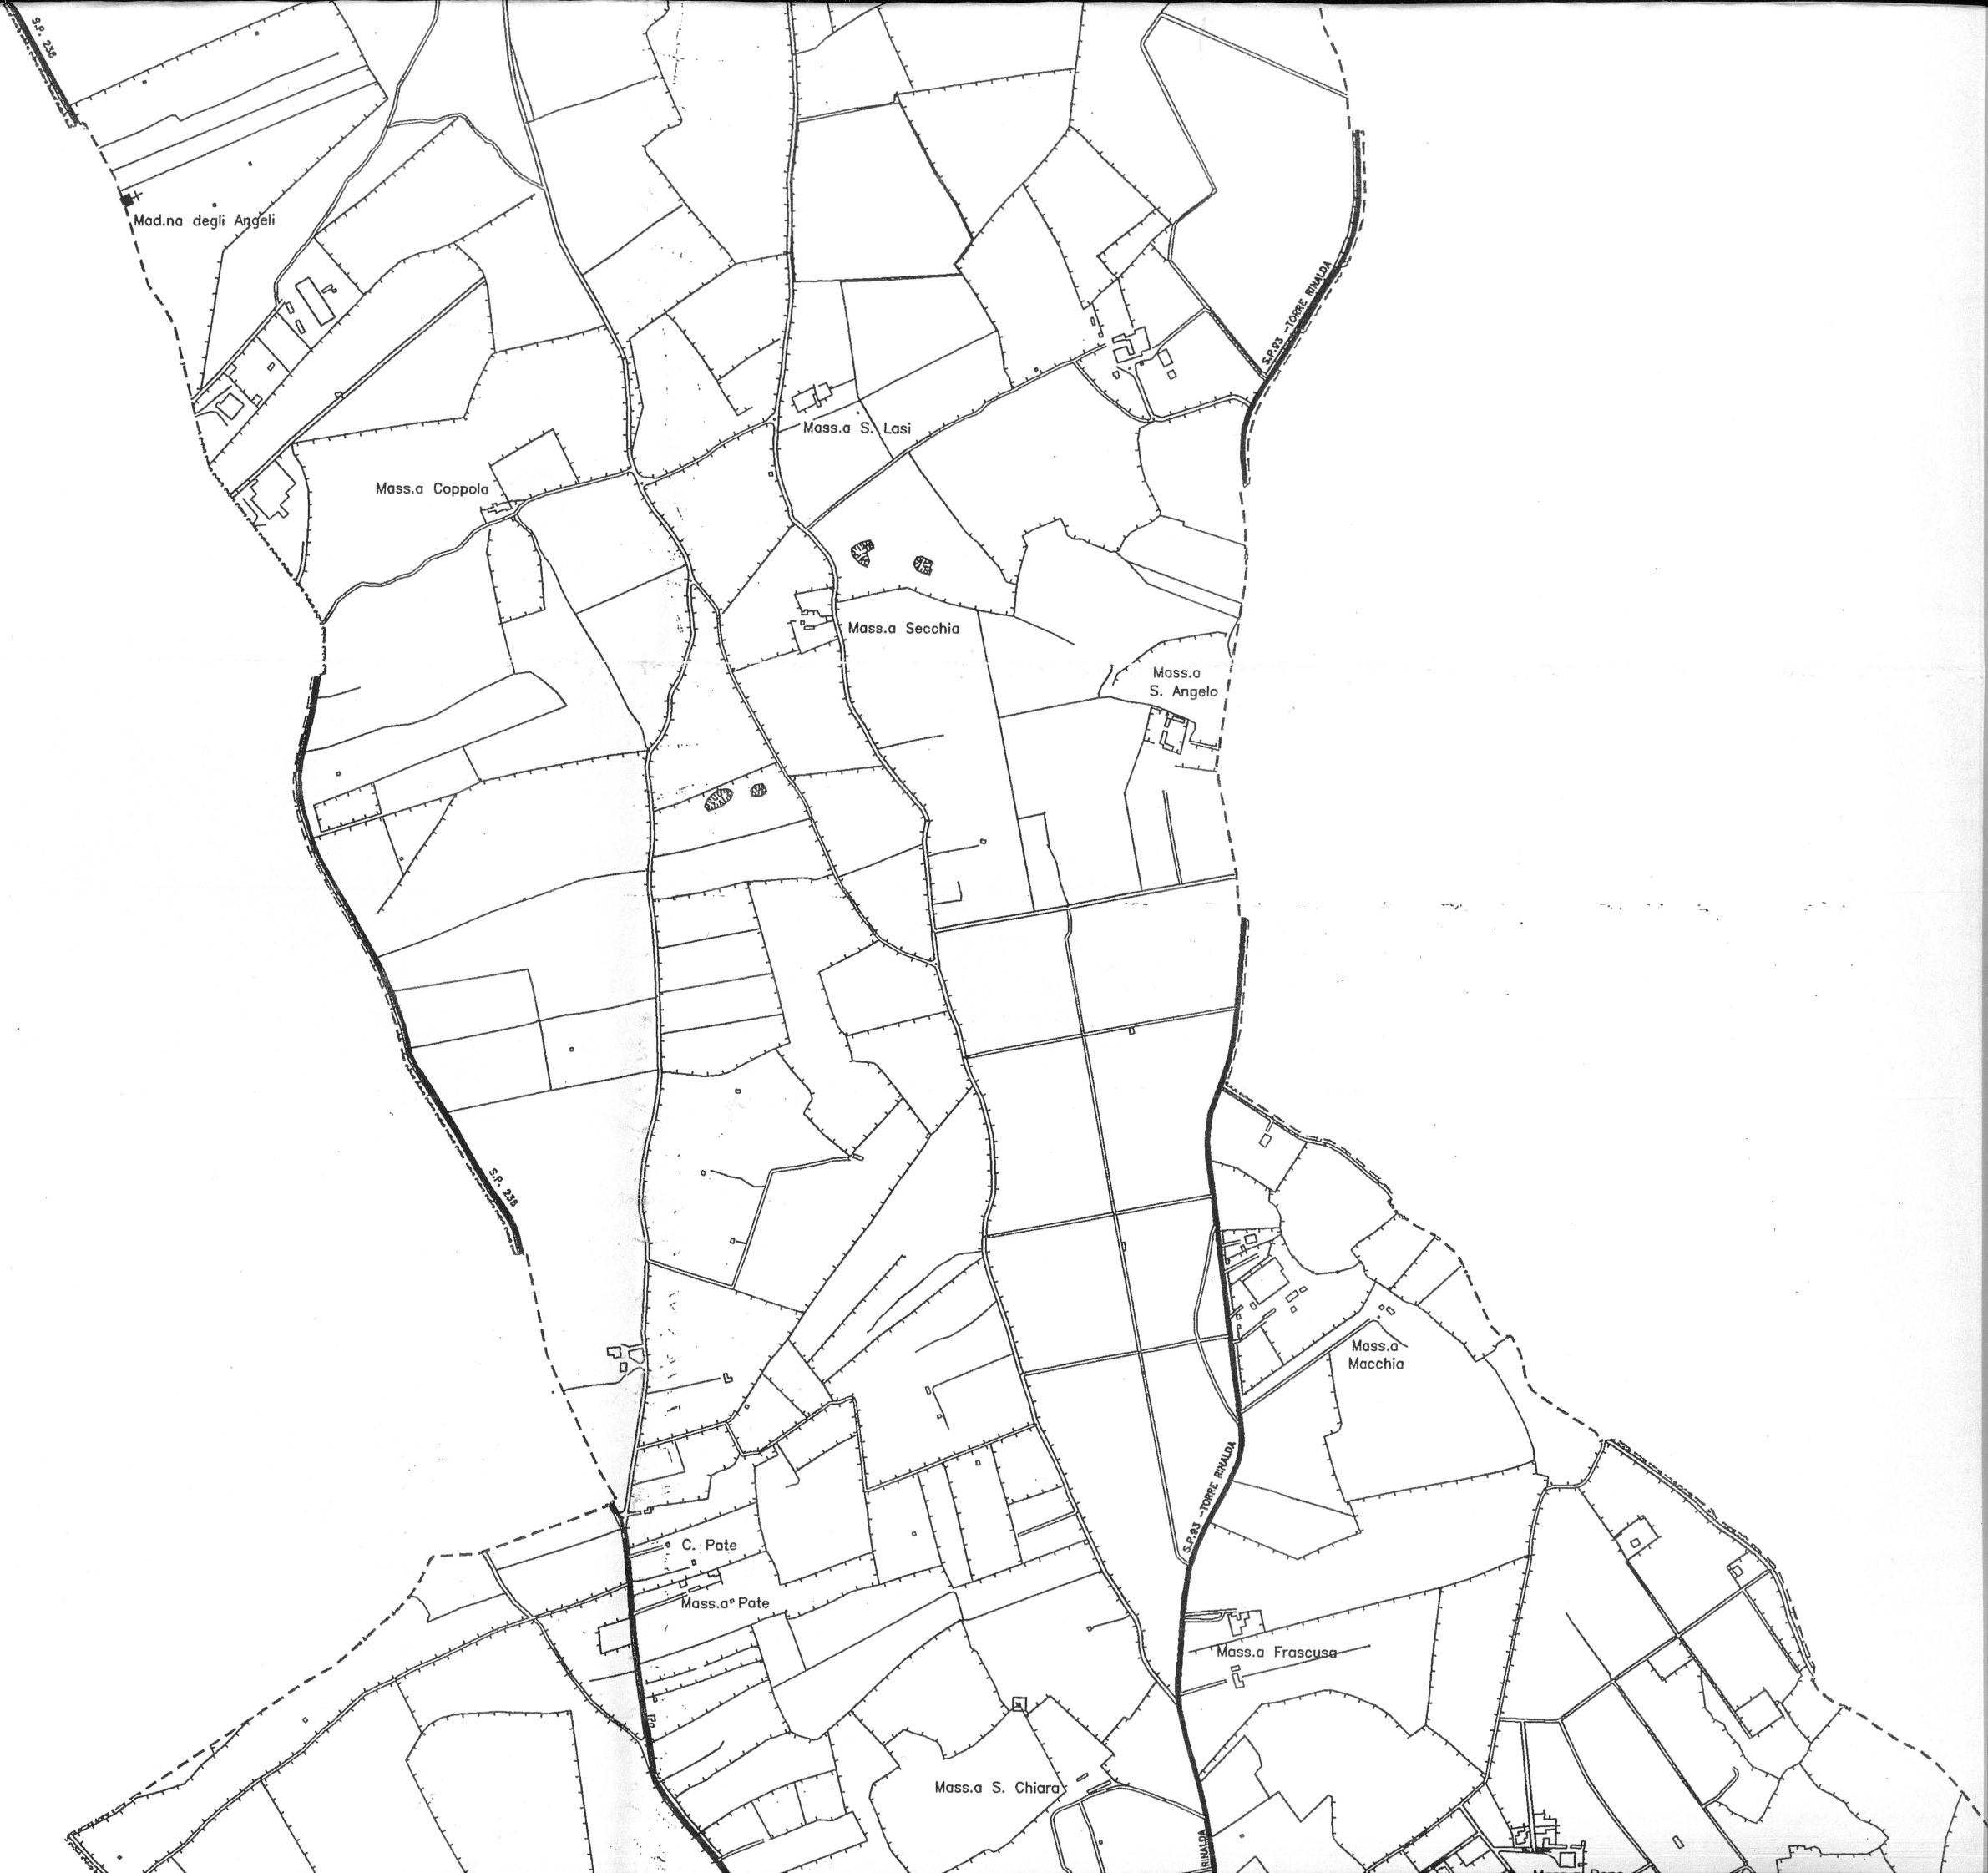 S.P. 236
Mad.na degli Angeli
S.P.93 -TORRE RINALDA
Mass.a S. Lasi
Mass.a Coppola
Mass.a Secchia
Mass.a
S. Angelo
S.P. 236
Mass.a
Macchia
S.P.93 -TORRE RINALDA
C. Pate
Mass.a Pate
Mass.a Frascusa
Mass.a S. Chiara
RINALDA